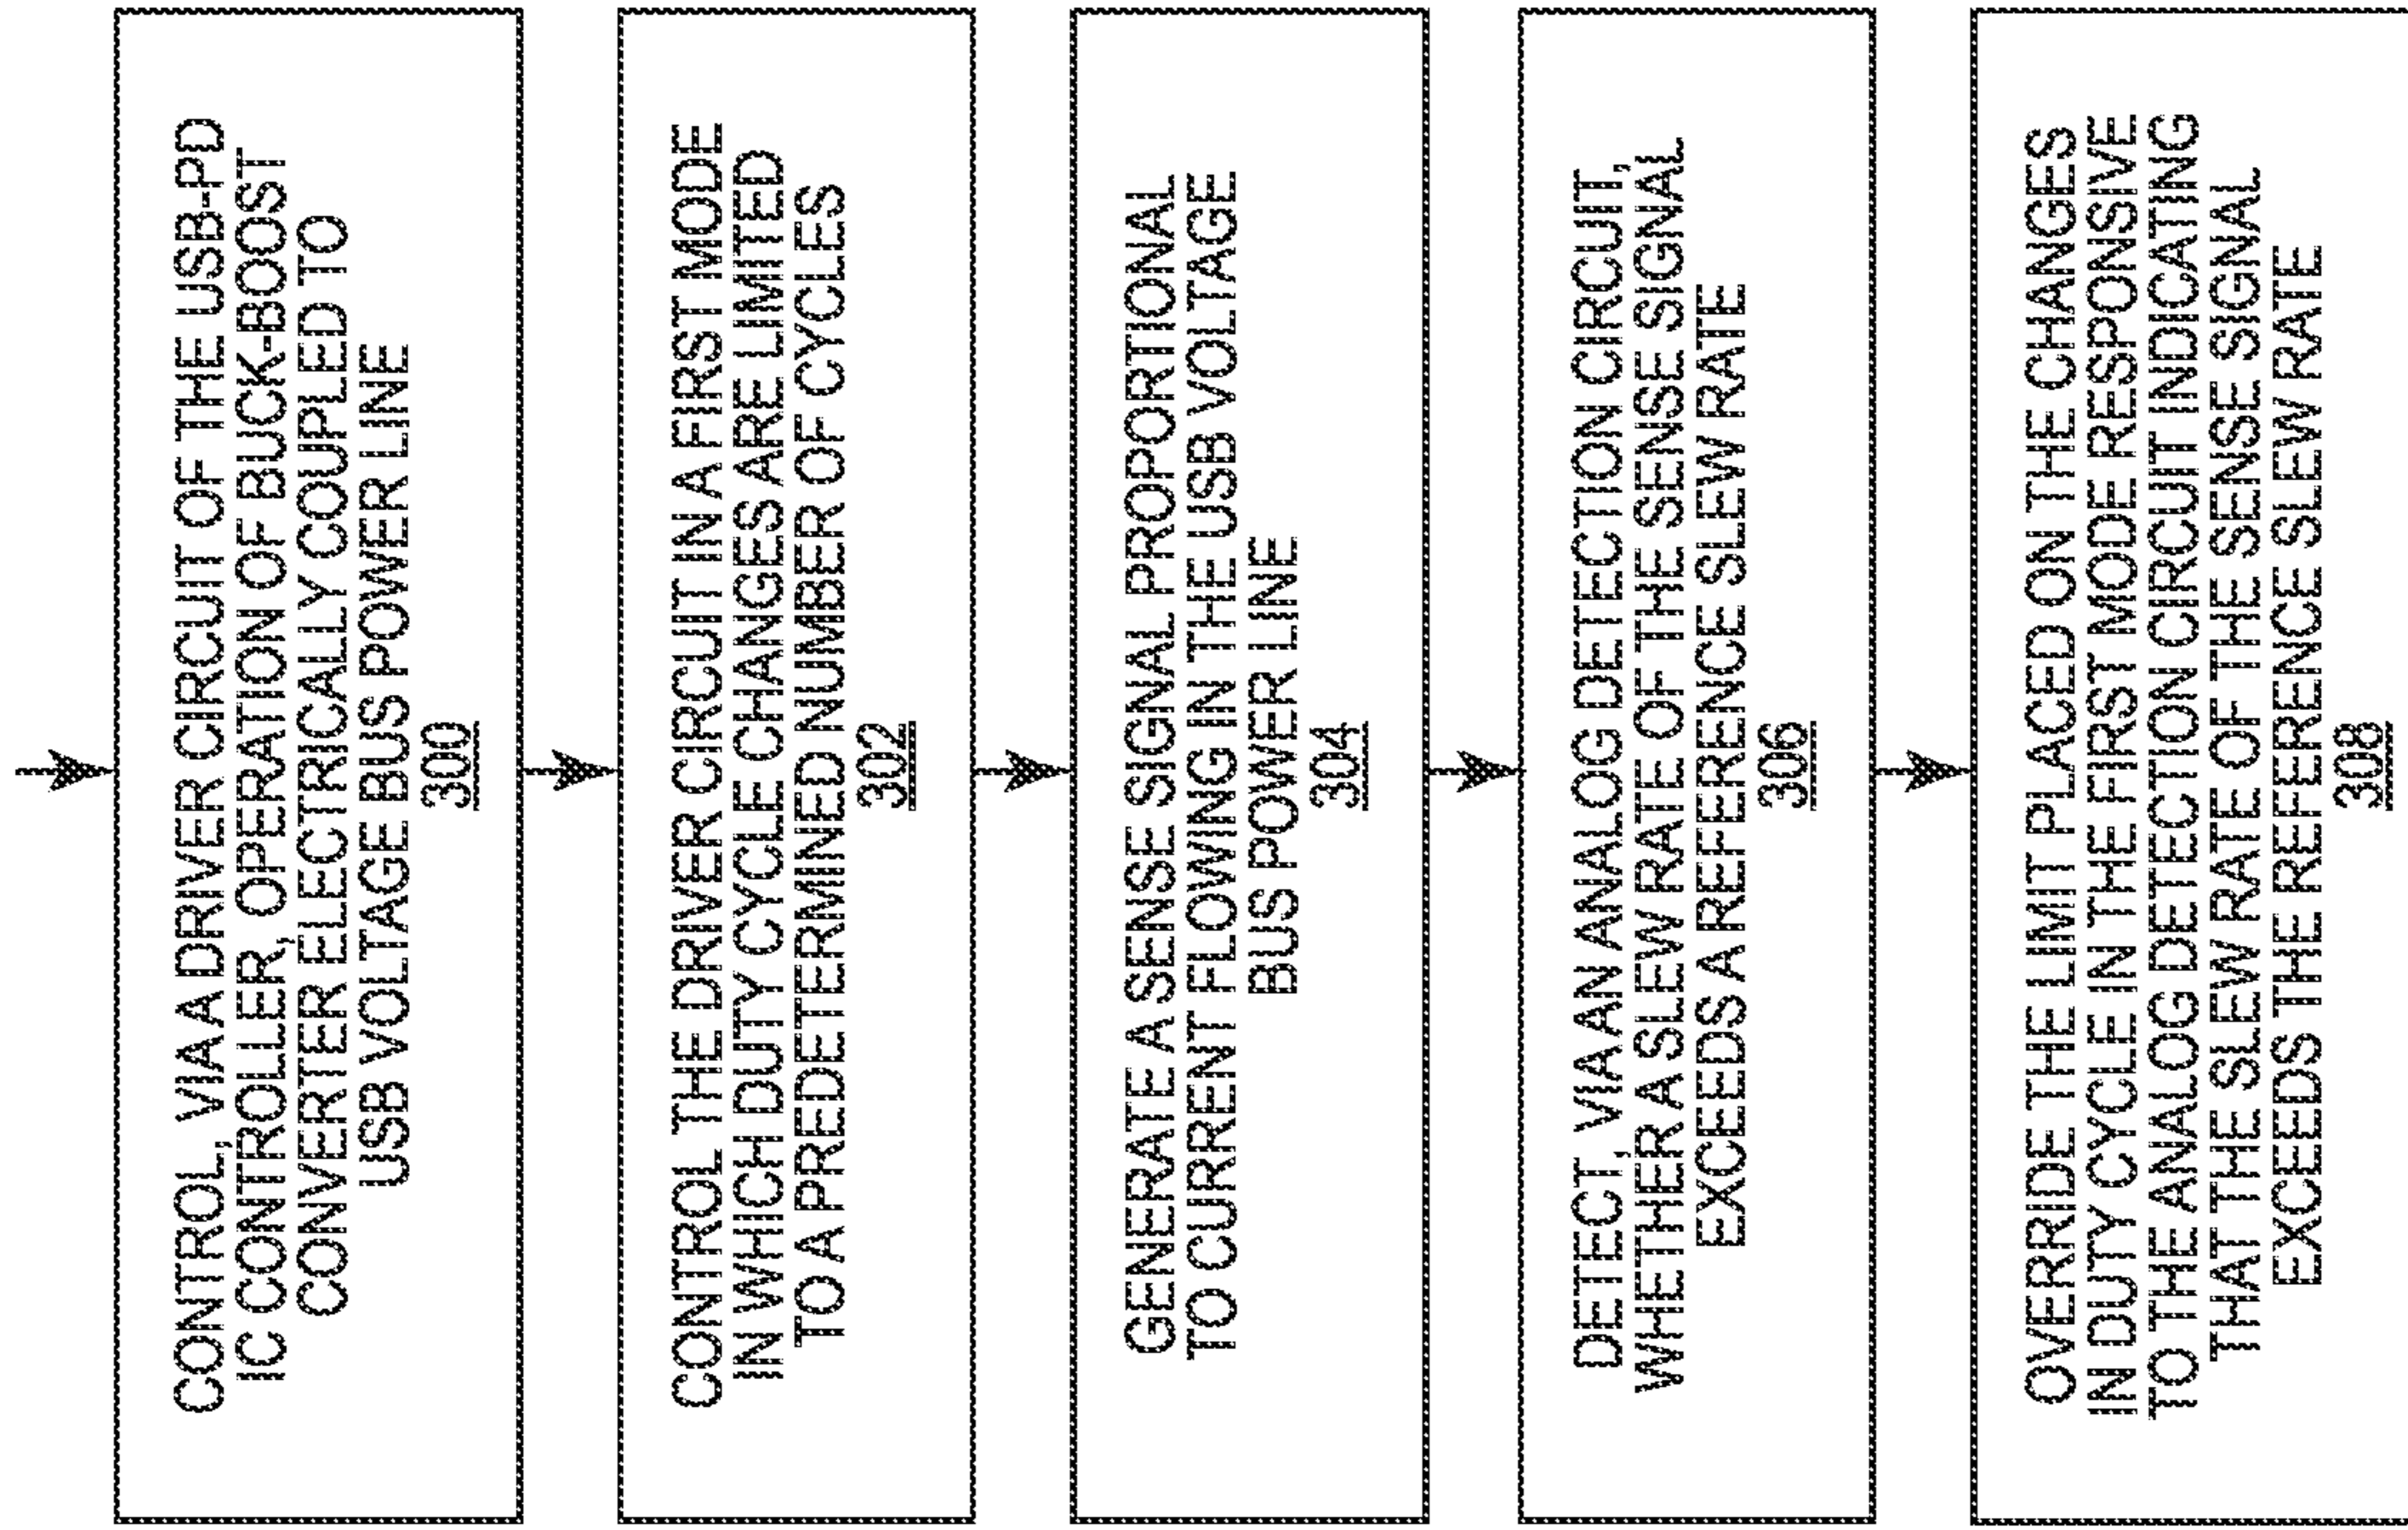 CONTROL, VIA A DRIVER CIRCUIT OF THE USB-PD
IC CONTROLLER, OPERATION OF BUCK-BOOST
CONVERTER ELECTRICALLY COUPLED TO
USB VOLTAGE BUS POWER LINE
300
CONTROL THE DRIVER CIRCUIT IN A FIRST MODE
IN WHICH DUTY CYCLE CHANGES ARE LIMITED
TO A PREDETERMINED NUMBER OF CYCLES
302
GENERATE A SENSE SIGNAL PROPORTIONAL
TO CURRENT FLOWING IN THE USB VOLTAGE
BUS POWER LINE
304
DETECT, VIA AN ANALOG DETECTION CIRCUIT,
WHETHER A SLEW RATE OF THE SENSE SIGNAL
EXCEEDS A REFERENCE SLEW RATE
306
OVERRIDE THE LIMIT PLACED ON THE CHANGES
IN DUTY CYCLE IN THE FIRST MODE RESPONSIVE
TO THE ANALOG DETECTION CIRCUIT INDICATING
THAT THE SLEW RATE OF THE SENSE SIGNAL
EXCEEDS THE REFERENCE SLEW RATE
308